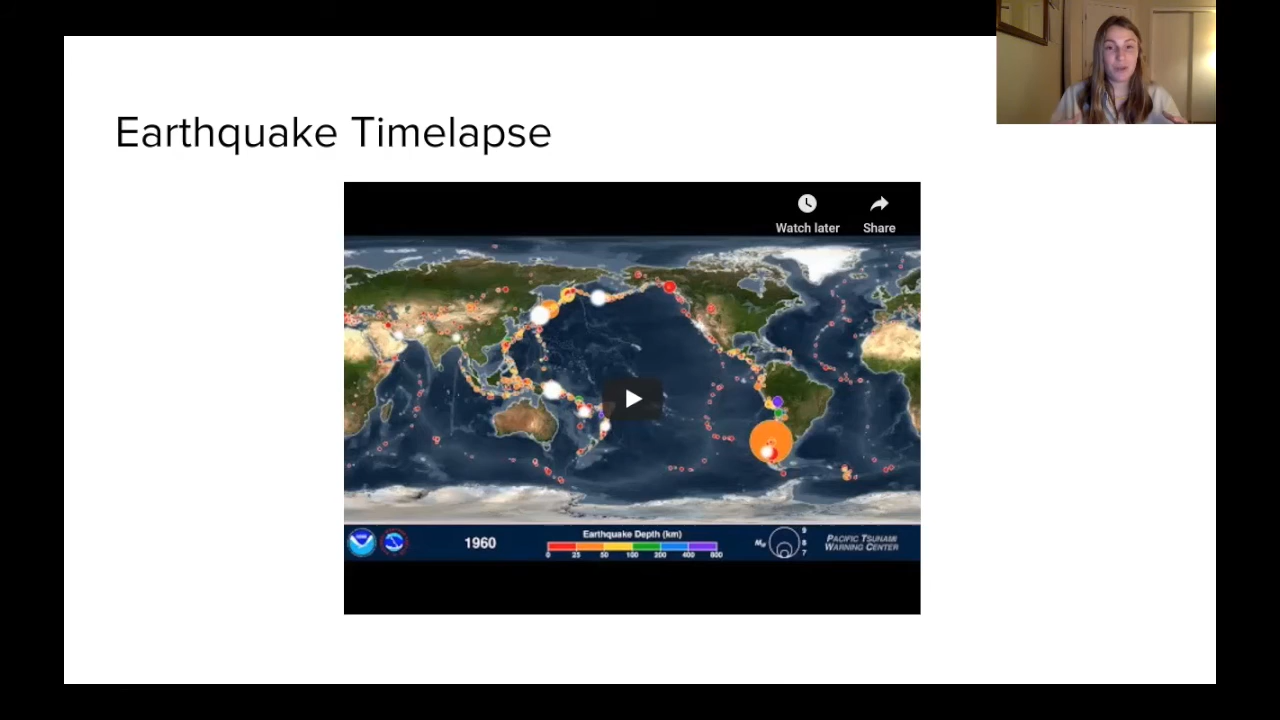 Earthquake Timelapse
Watch later
Share
1960
Earthquake Depth (km)
0 25 50 100 200 400 800
Mw
9
8
7
PACIFIC TSUNAMI
WARNING CENTER